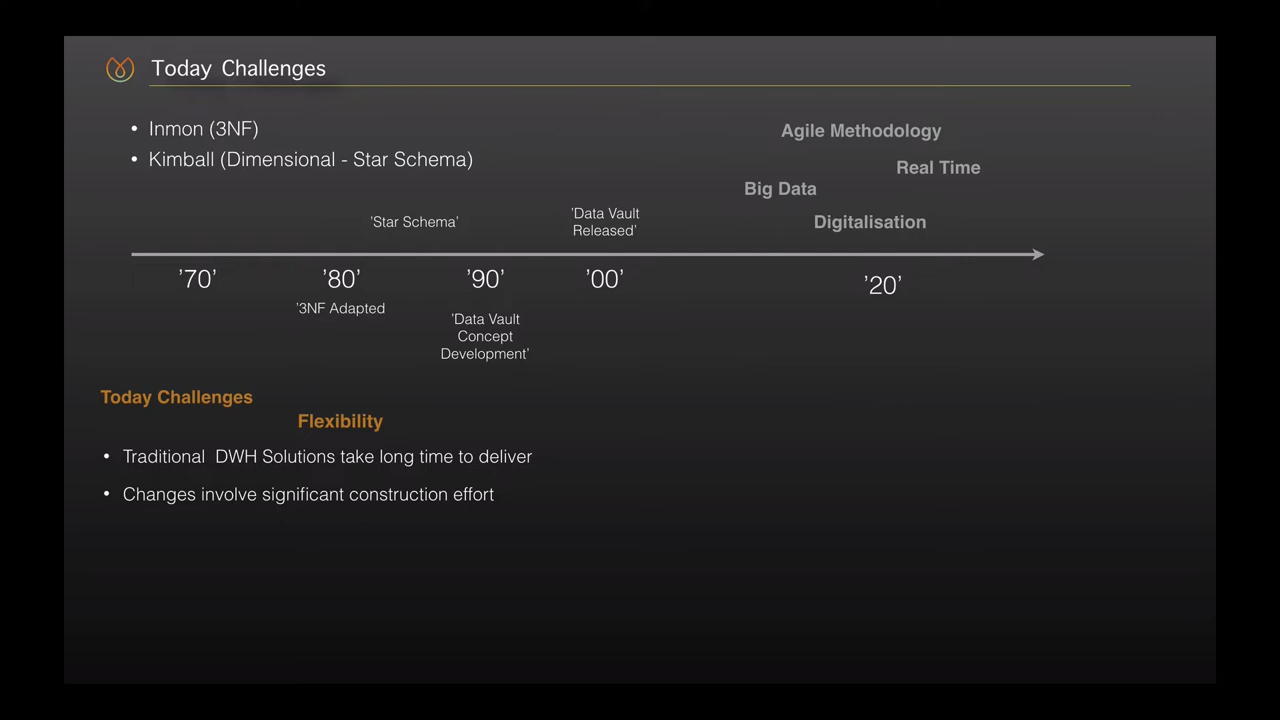 Today Challenges
• Inmon (3NF)
• Kimball (Dimensional - Star Schema)
Agile Methodology
Real Time
Big Data
Digitalisation
’Star Schema’
’Data Vault
Released’
’70’
’80’
’90’
’00’
’20’
’3NF Adapted
’Data Vault
Concept
Development’
Today Challenges
Flexibility
• Traditional DWH Solutions take long time to deliver
• Changes involve significant construction effort